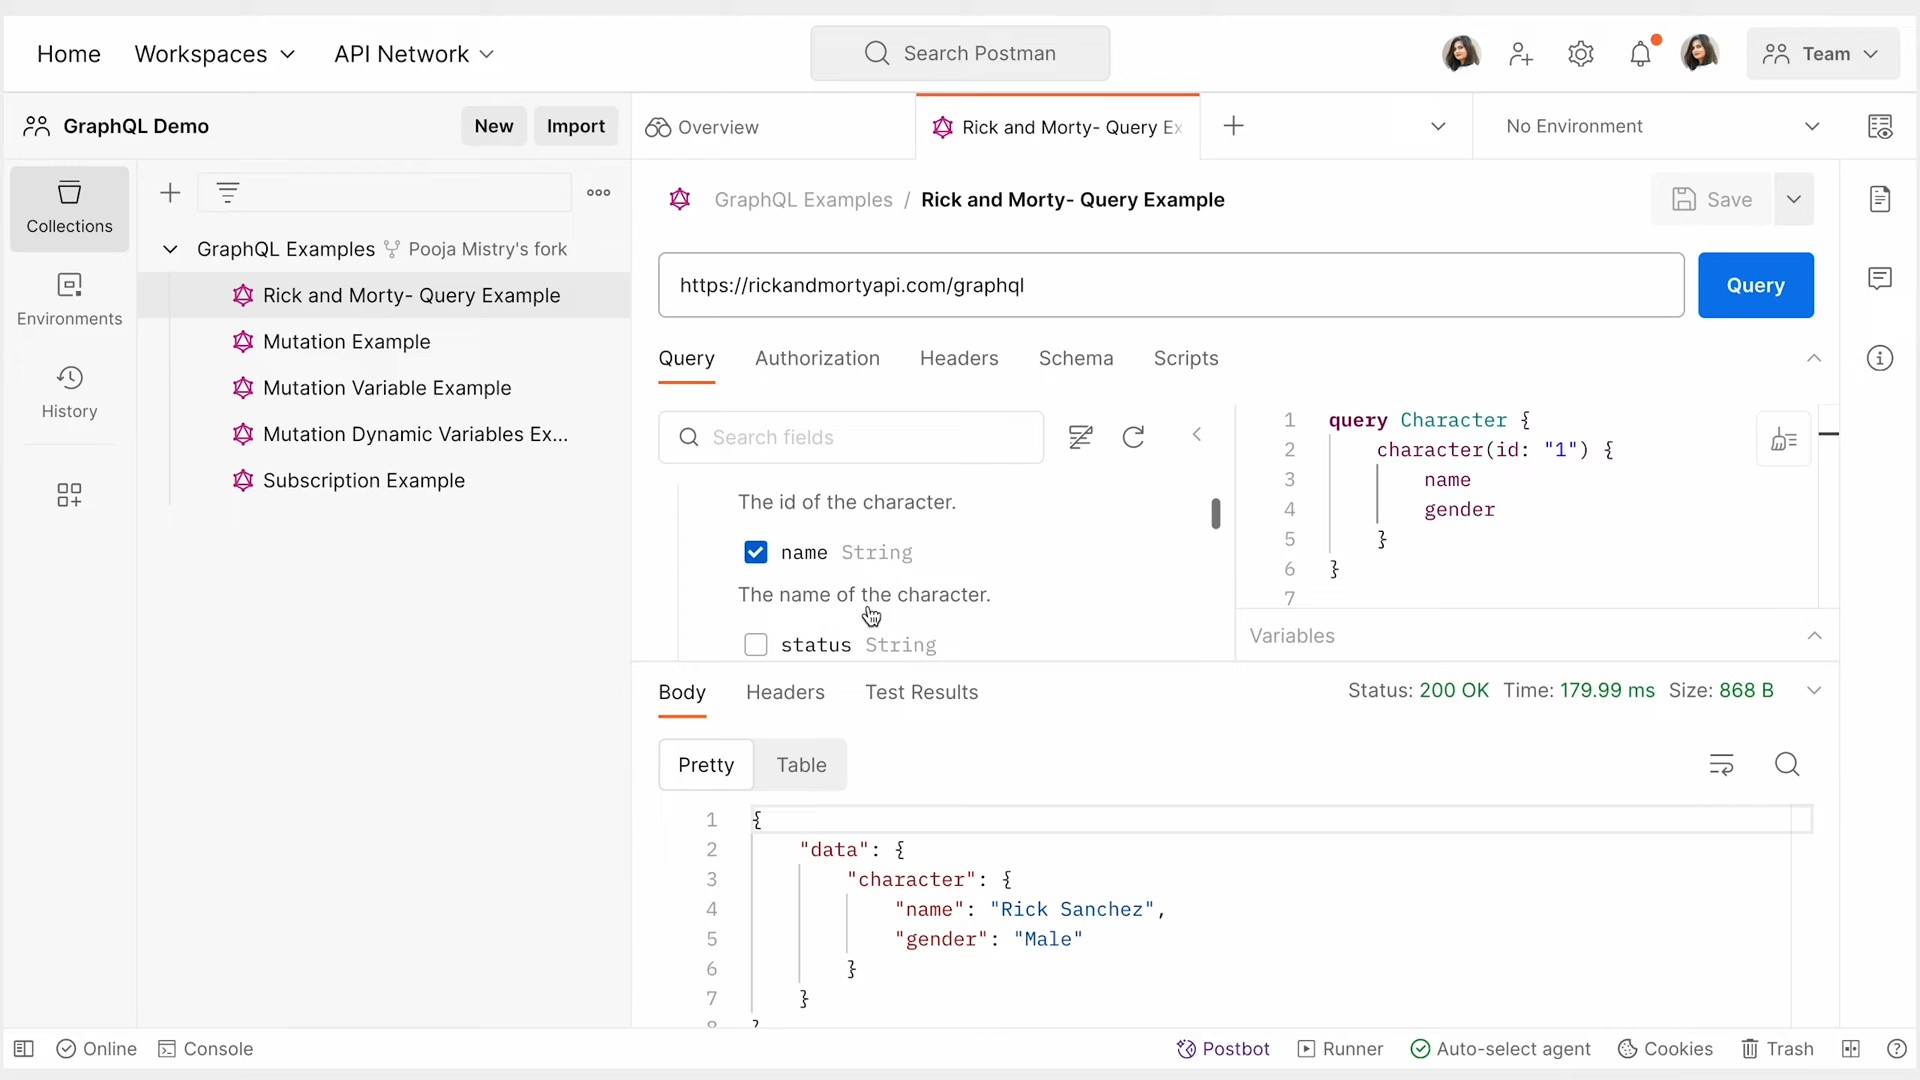 Home Workspaces API Network Search Postman Team
GraphQL Demo New Import
Overview Rick and Morty- Query Ex No Environment
Collections
Environments
History
GraphQL Examples Pooja Mistry's fork
Rick and Morty- Query Example
Mutation Example
Mutation Variable Example
Mutation Dynamic Variables Ex...
Subscription Example
GraphQL Examples / Rick and Morty- Query Example Save
https://rickandmortyapi.com/graphql Query
Query Authorization Headers Schema Scripts
Search fields
The id of the character.
name String
The name of the character.
status String
1 query Character {
2 character(id: "1") {
3 name
4 gender
5 }
6 }
7
Variables
Body Headers Test Results Status: 200 OK Time: 179.99 ms Size: 868 B
Pretty Table
1 {
2 "data": {
3 "character": {
4 "name": "Rick Sanchez",
5 "gender": "Male"
6 }
7 }
Online Console Postbot Runner Auto-select agent Cookies Trash